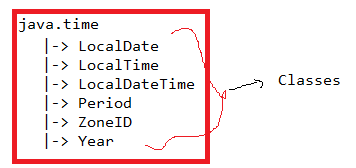 java.time
|-> LocalDate
|-> LocalTime
|-> LocalDateTime
|-> Period
|-> ZoneID
|-> Year
Classes